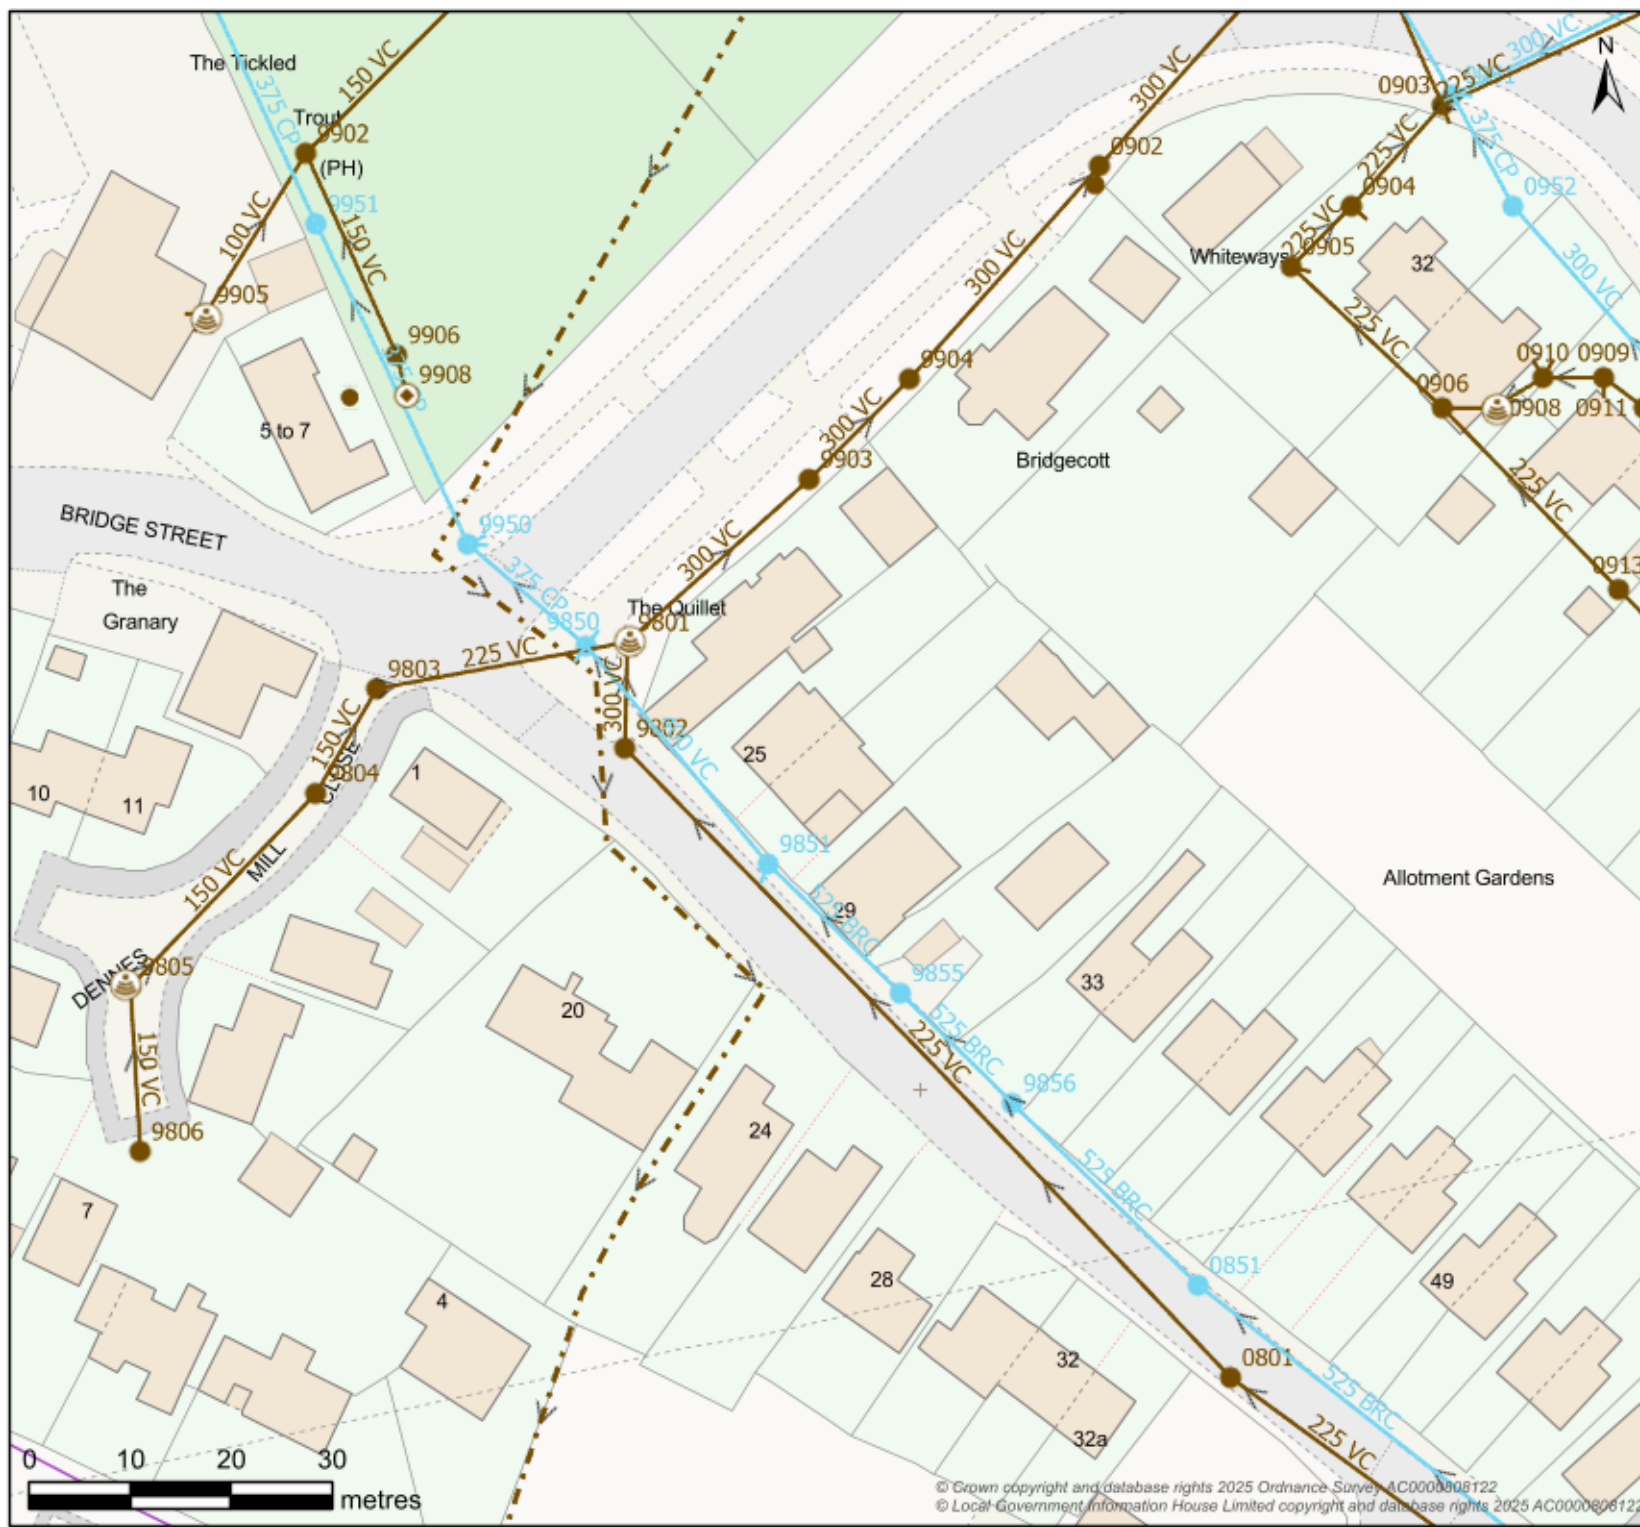 The Tickled
Trout
(PH)
375 CP
150 VC
9902
9951
150 VC
100 VC
9905
9906
9908
5 to 7
BRIDGE STREET
The
Granary
9950
375 CP
9850
The Quillet
9801
225 VC
300 VC
9802
9803
150 VC
9804
CLOSE
MILL
DENNES
150 VC
9805
150 VC
9806
10
11
1
7
4
20
24
28
32
32a
25
29
33
49
9851
525 BRC
9855
525 BRC
9856
525 BRC
0851
525 BRC
225 VC
0801
225 VC
300 VC
9903
300 VC
9904
300 VC
0902
300 VC
Bridgecott
Whiteways
Allotment Gardens
0903
225 VC
300 VC
375 CP
0952
300 VC
225 VC
0904
225 VC
0905
225 VC
32
0906
0908
0910
0909
0911
225 VC
0913
N
0 10 20 30
metres
© Crown copyright and database rights 2025 Ordnance Survey AC0000808122
© Local Government Information House Limited copyright and database rights 2025 AC0000808122